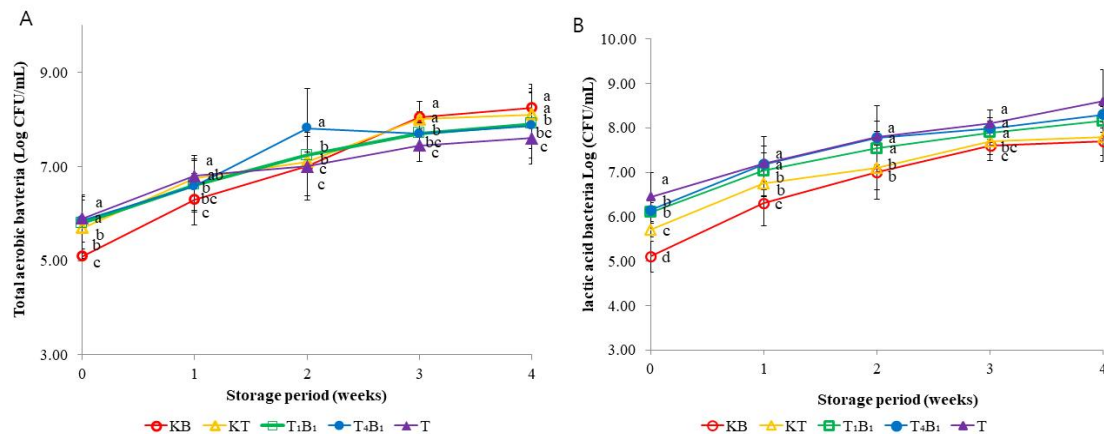 A
Total aerobic bavteria (Log CFU/mL)
9.00
7.00
5.00
3.00
a
a
b
b
c
a
ab
b
bc
c
a
b
c
c
c
a
a
b
b
c
a
a
b
bc
c
0
1
2
3
4
Storage period (weeks)
KB
KT
T₁B₁
T₄B₁
T
B
lactic acid bacteria Log (CFU/mL)
10.00
9.00
8.00
7.00
6.00
5.00
4.00
3.00
a
b
b
c
d
a
a
a
b
c
a
a
a
b
b
a
a
a
bc
c
0
1
2
3
4
Storage period (weeks)
KB
KT
T₁B₁
T₄B₁
T